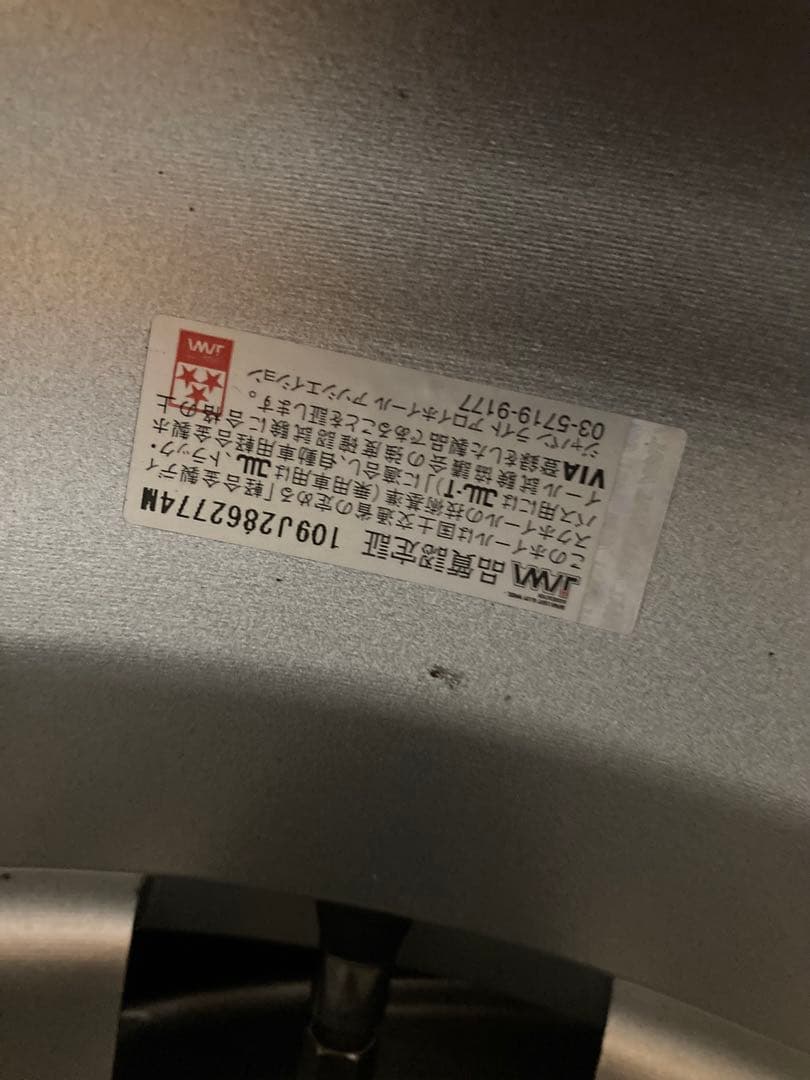 JAWA 品質認定証 109J2862774M
このホイールは国土交通省の定める「軽合金製ディ
スクホイールの技術基準(乗用車用はJWL、トラック・
バス用にはJWL・T)」に適合し、自動車用軽合金製ホ
イール試験協議会の強度確認試験に合格の上
VIA登録をした製品であることを証します。
ジャパン ライト アロイホイール アソシエイション
03-5719-9177
JAWA